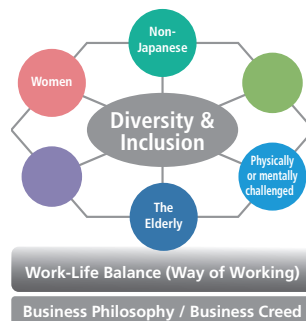 Non-
Japanese
Women
Diversity &
Inclusion
Physically
or mentally
challenged
The
Elderly
Work-Life Balance (Way of Working)
Business Philosophy / Business Creed